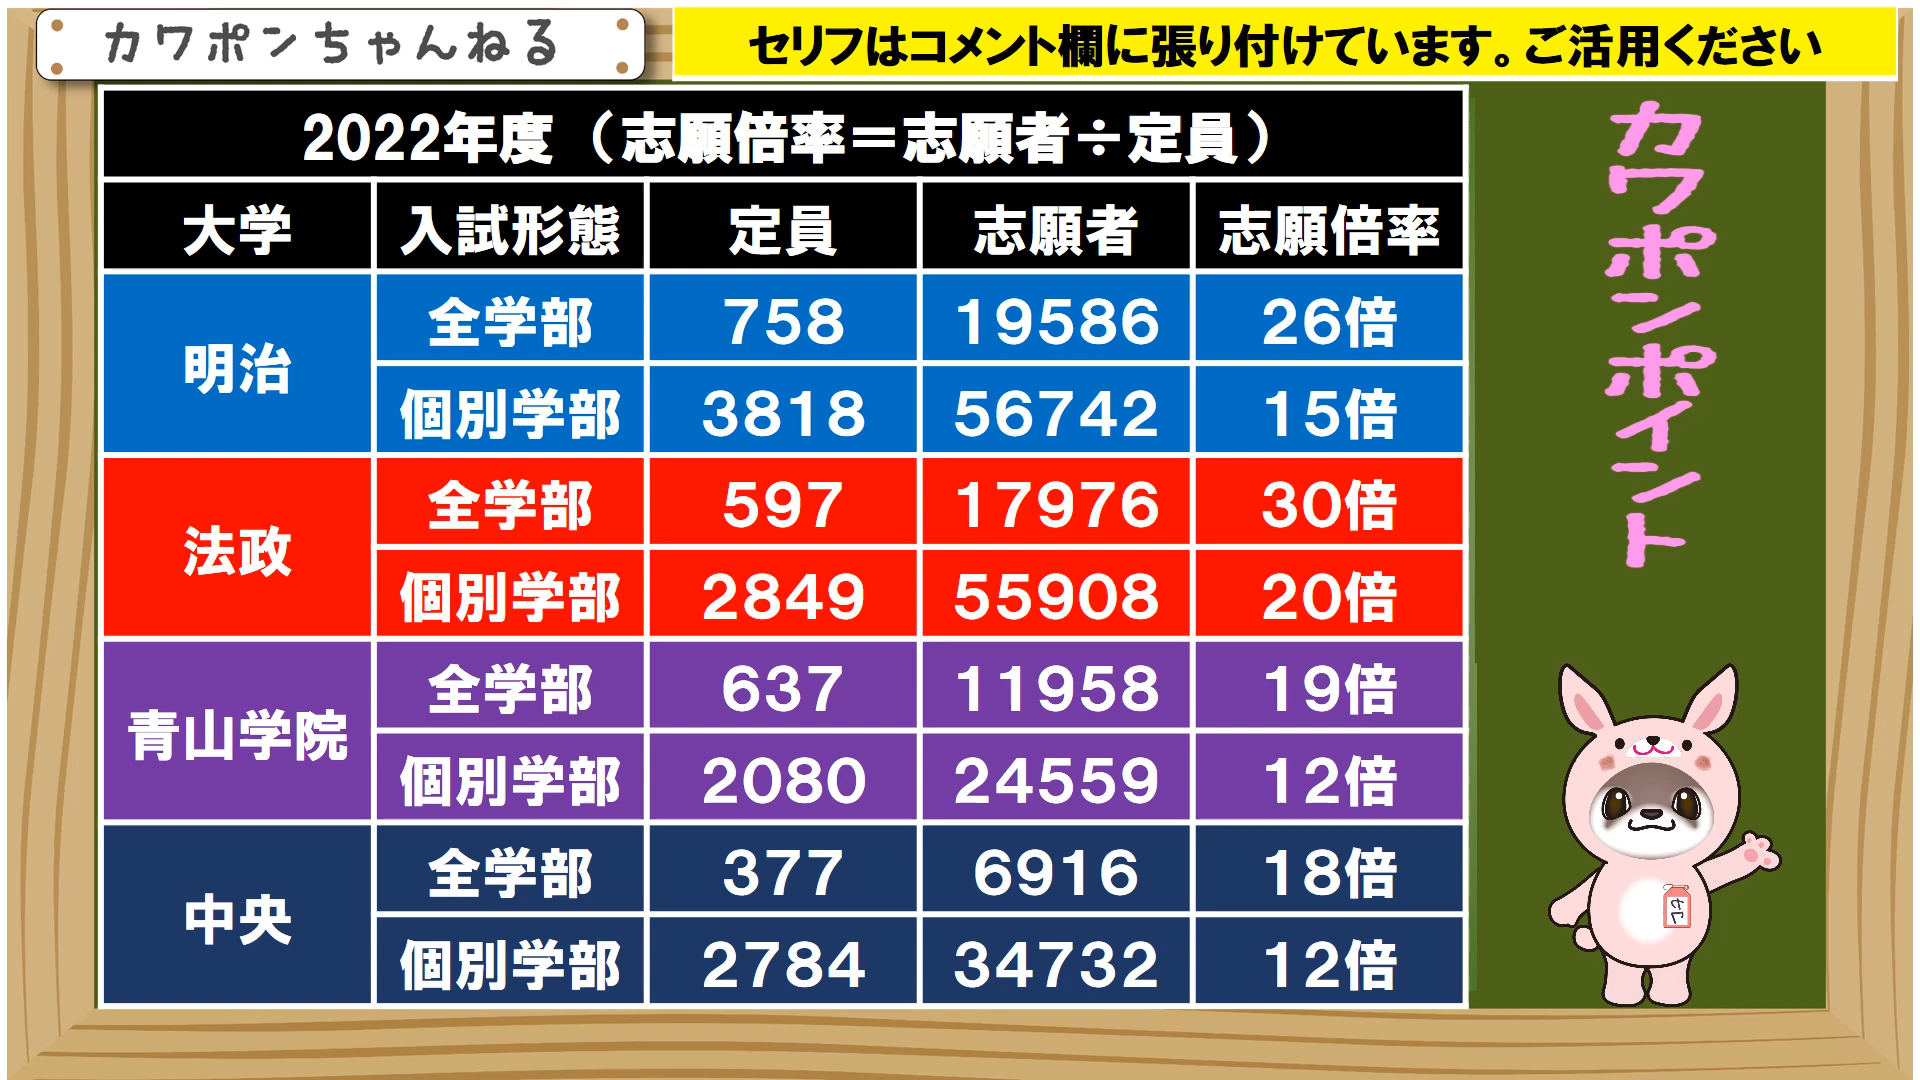 カワポンちゃんねる
セリフはコメント欄に張り付けています。ご活用ください
2022年度（志願倍率＝志願者÷定員）
大学 入試形態 定員 志願者 志願倍率
明治
全学部 758 19586 26倍
個別学部 3818 56742 15倍
法政
全学部 597 17976 30倍
個別学部 2849 55908 20倍
青山学院
全学部 637 11958 19倍
個別学部 2080 24559 12倍
中央
全学部 377 6916 18倍
個別学部 2784 34732 12倍
カワポンポイント
カワ